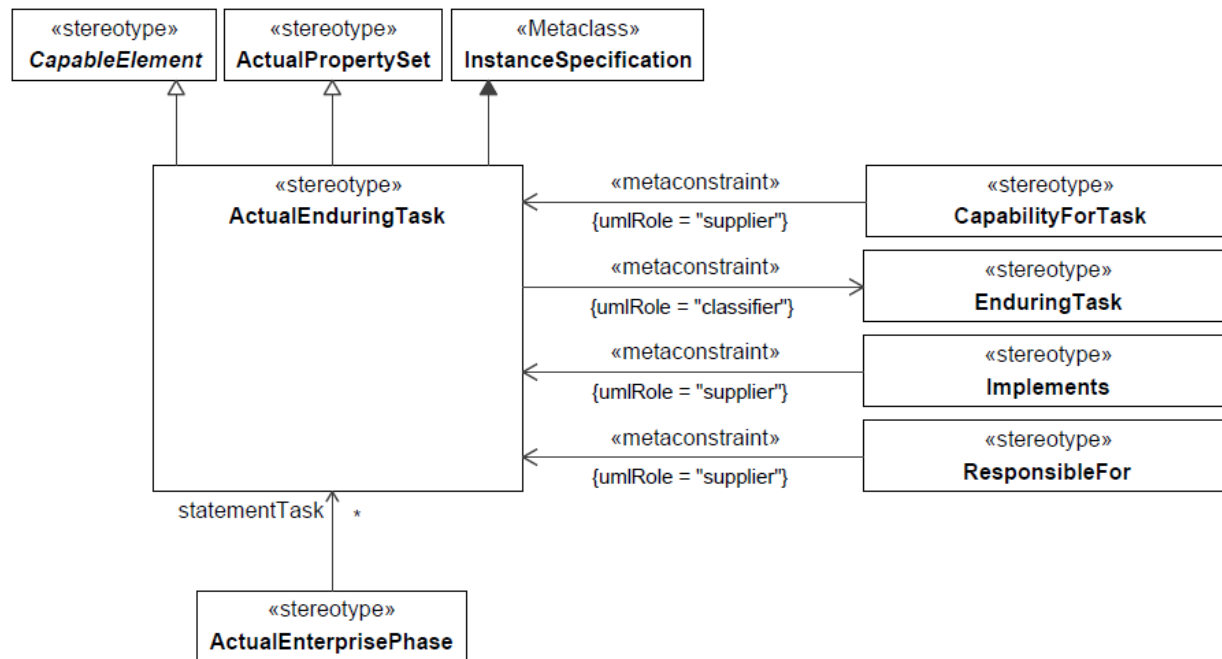 «stereotype»
CapableElement
«stereotype»
ActualPropertySet
«Metaclass»
InstanceSpecification
«stereotype»
ActualEnduringTask
«metaconstraint»
{umlRole = "supplier"}
«stereotype»
CapabilityForTask
«metaconstraint»
{umlRole = "classifier"}
«stereotype»
EnduringTask
«metaconstraint»
{umlRole = "supplier"}
«stereotype»
Implements
«metaconstraint»
{umlRole = "supplier"}
«stereotype»
ResponsibleFor
statementTask
*
«stereotype»
ActualEnterprisePhase